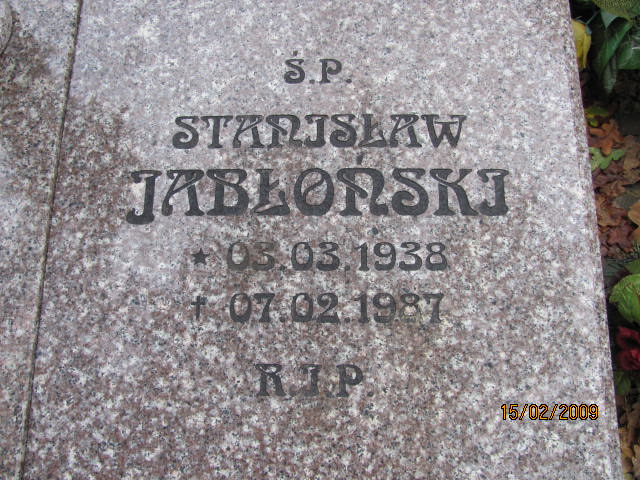 Ś.P.
STANISŁAW
JABŁOŃSKI
★ 03.03.1938
✝ 07.02.1987
R I P
15/02/2009